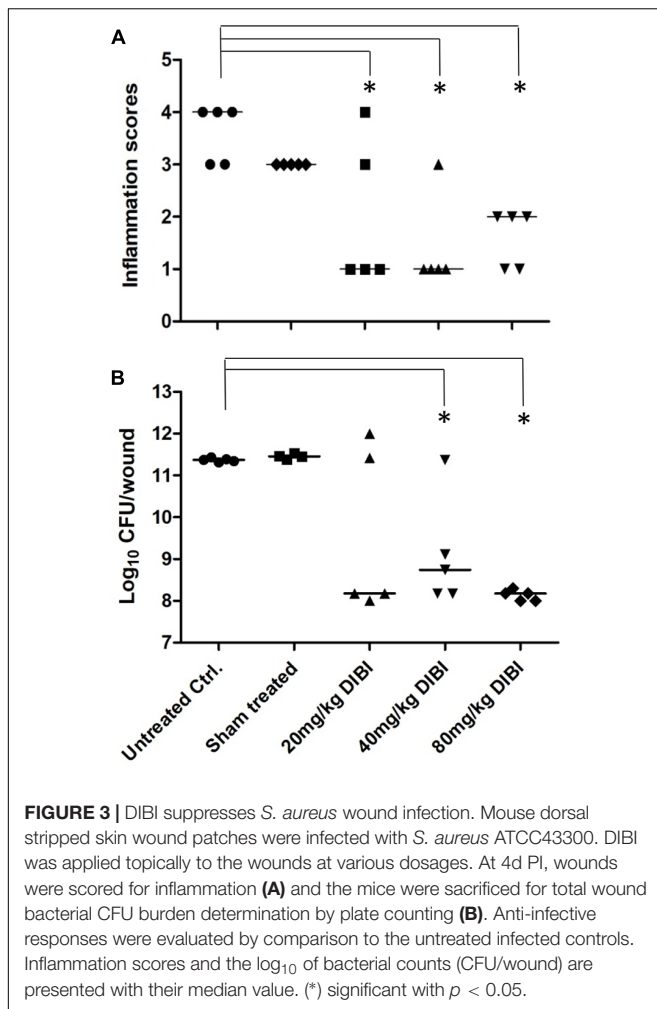 A
Inflammation scores
5
4
3
2
1
0
* * *
B
Log₁₀ CFU/wound
13
12
11
10
9
8
7
* *
Untreated Ctrl.
Sham treated
20mg/kg DIBI
40mg/kg DIBI
80mg/kg DIBI
FIGURE 3 | DIBI suppresses S. aureus wound infection. Mouse dorsal
stripped skin wound patches were infected with S. aureus ATCC43300. DIBI
was applied topically to the wounds at various dosages. At 4d PI, wounds
were scored for inflammation (A) and the mice were sacrificed for total wound
bacterial CFU burden determination by plate counting (B). Anti-infective
responses were evaluated by comparison to the untreated infected controls.
Inflammation scores and the log₁₀ of bacterial counts (CFU/wound) are
presented with their median value. (*) significant with p < 0.05.